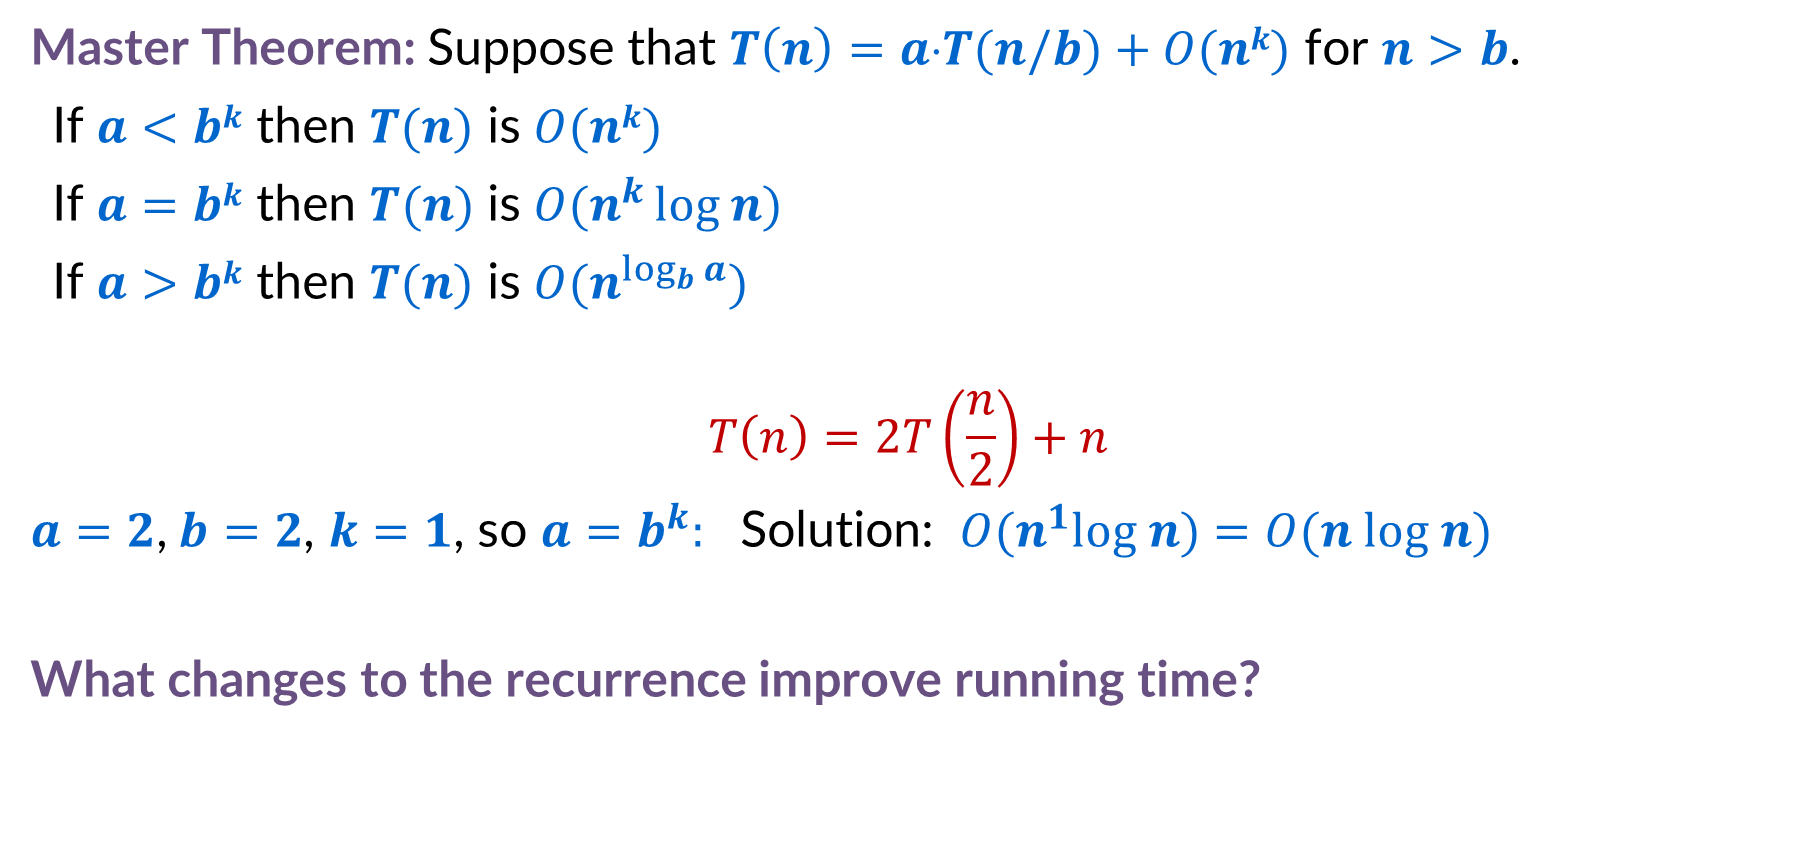 Master Theorem: Suppose that T(n) = a·T(n/b) + O(n^k) for n > b.
If a < b^k then T(n) is O(n^k)
If a = b^k then T(n) is O(n^k log n)
If a > b^k then T(n) is O(n^{log_b a})
T(n) = 2T(n/2) + n
a = 2, b = 2, k = 1, so a = b^k: Solution: O(n^1 log n) = O(n log n)
What changes to the recurrence improve running time?